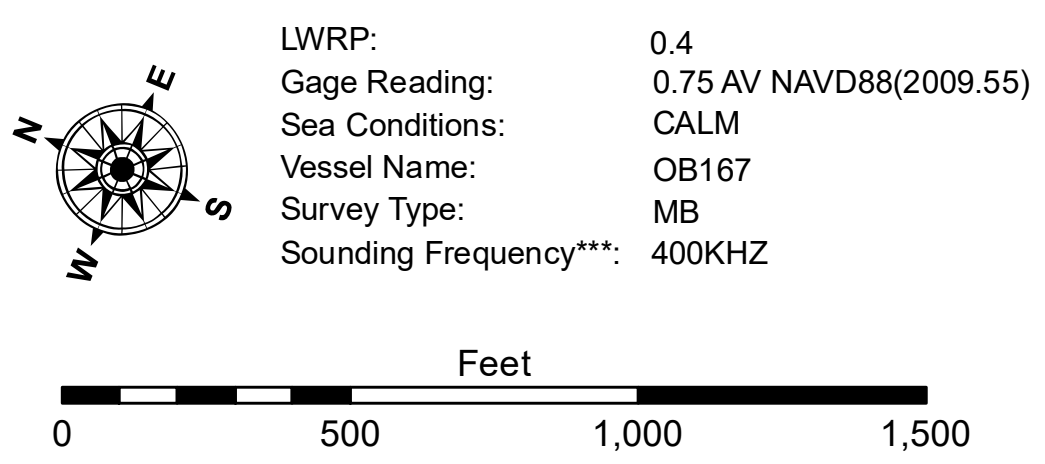 N
E
S
W
LWRP: 0.4
Gage Reading: 0.75 AV NAVD88(2009.55)
Sea Conditions: CALM
Vessel Name: OB167
Survey Type: MB
Sounding Frequency***: 400KHZ
Feet
0 500 1,000 1,500